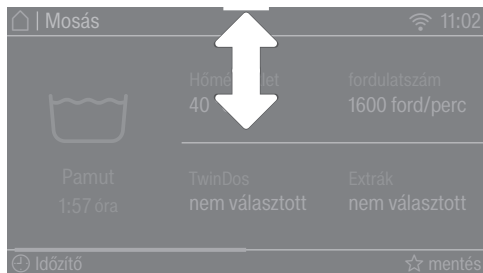 | Mosás 11:02
fordulatszám
40 1600 ford/perc
Pamut TwinDos Extrák
1:57 óra nem választott nem választott
Időzítő mentés